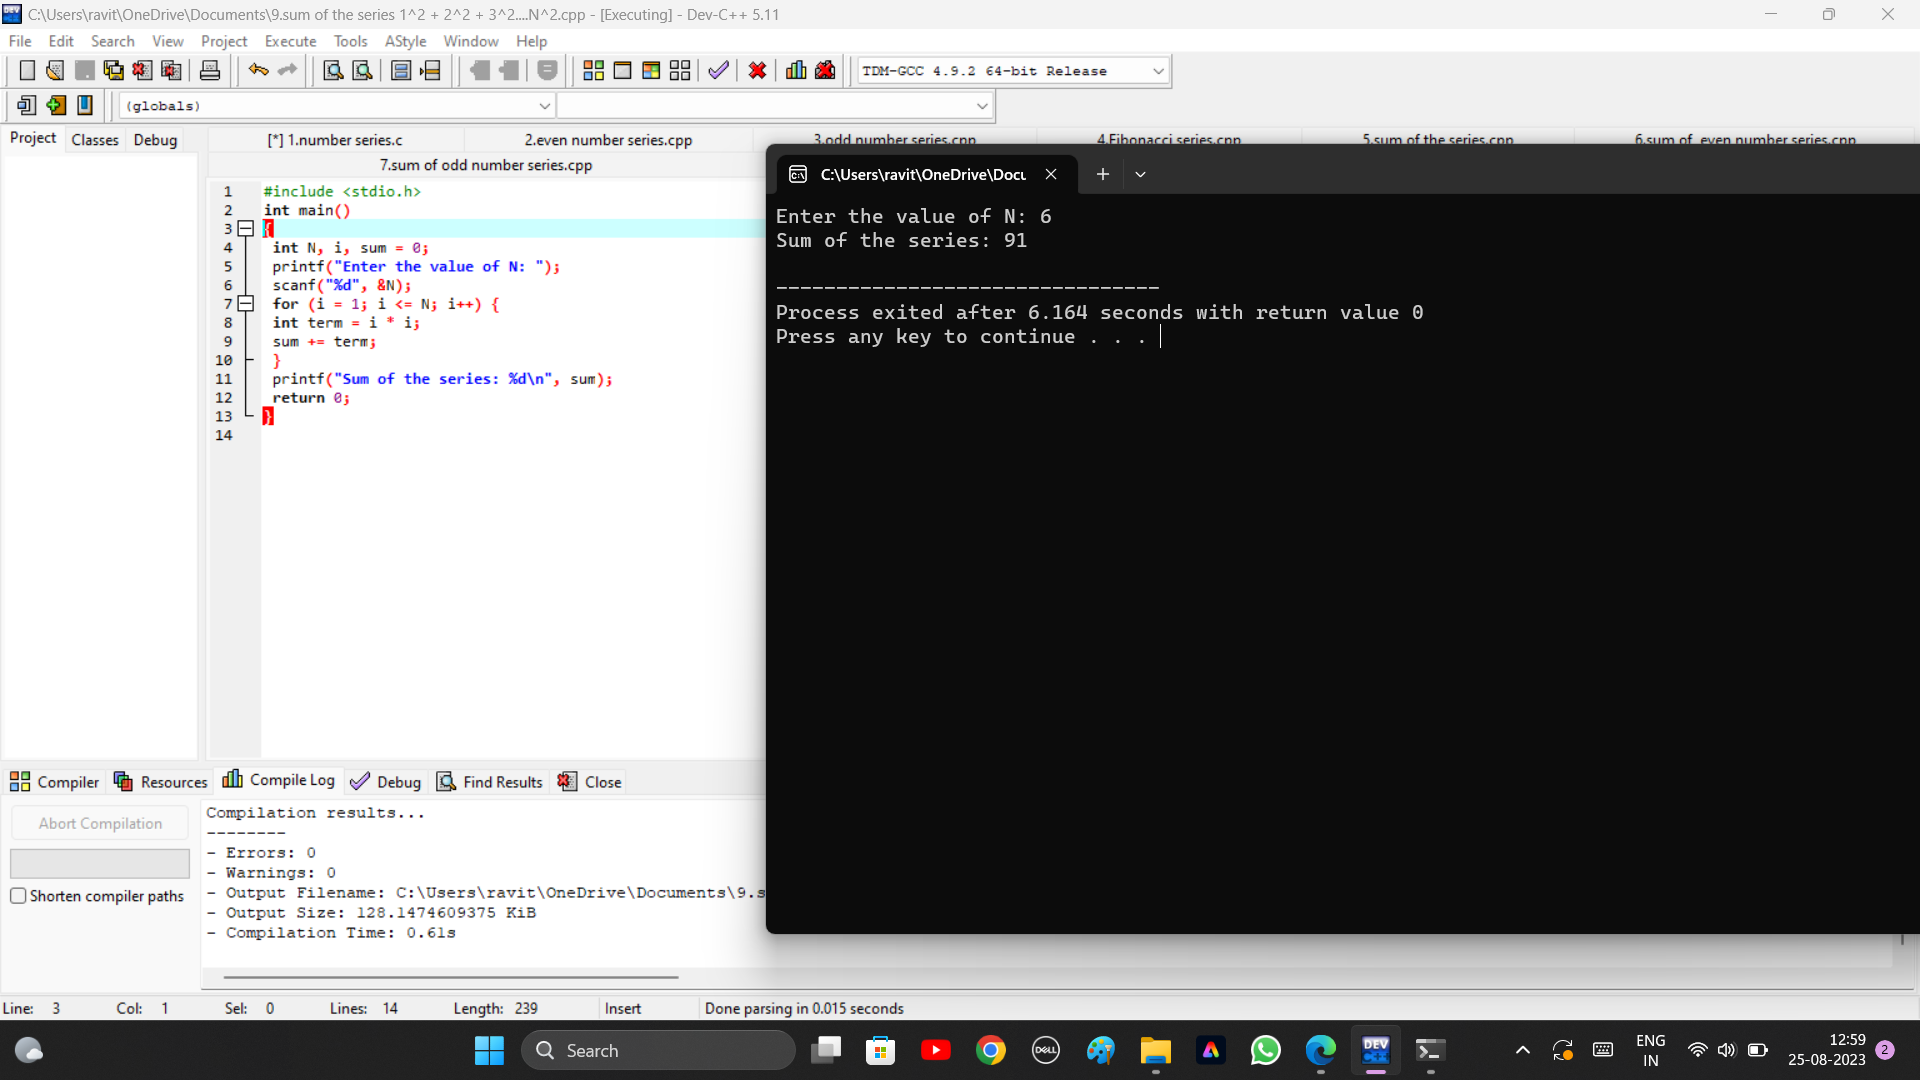 C:\Users\ravit\OneDrive\Documents\9.sum of the series 1^2 + 2^2 + 3^2....N^2.cpp - [Executing] - Dev-C++ 5.11
File Edit Search View Project Execute Tools AStyle Window Help
TDM-GCC 4.9.2 64-bit Release
(globals)
Project Classes Debug
[*] 1.number series.c 2.even number series.cpp 3.odd number series.cpp 4.Fibonacci series.cpp 5.sum of the series.cpp 6.sum of even number series.cpp
7.sum of odd number series.cpp
1 #include <stdio.h>
2 int main()
3 {
4 int N, i, sum = 0;
5 printf("Enter the value of N: ");
6 scanf("%d", &N);
7 for (i = 1; i <= N; i++) {
8 int term = i * i;
9 sum += term;
10 }
11 printf("Sum of the series: %d\n", sum);
12 return 0;
13 }
14
C:\Users\ravit\OneDrive\Docu
Enter the value of N: 6
Sum of the series: 91
--------------------------------
Process exited after 6.164 seconds with return value 0
Press any key to continue . . .
Compiler Resources Compile Log Debug Find Results Close
Abort Compilation
Shorten compiler paths
Compilation results...
--------
- Errors: 0
- Warnings: 0
- Output Filename: C:\Users\ravit\OneDrive\Documents\9.s
- Output Size: 128.1474609375 KiB
- Compilation Time: 0.61s
Line: 3 Col: 1 Sel: 0 Lines: 14 Length: 239 Insert Done parsing in 0.015 seconds
Search
DELL
DEV
C++
ENG
IN
12:59
25-08-2023
2